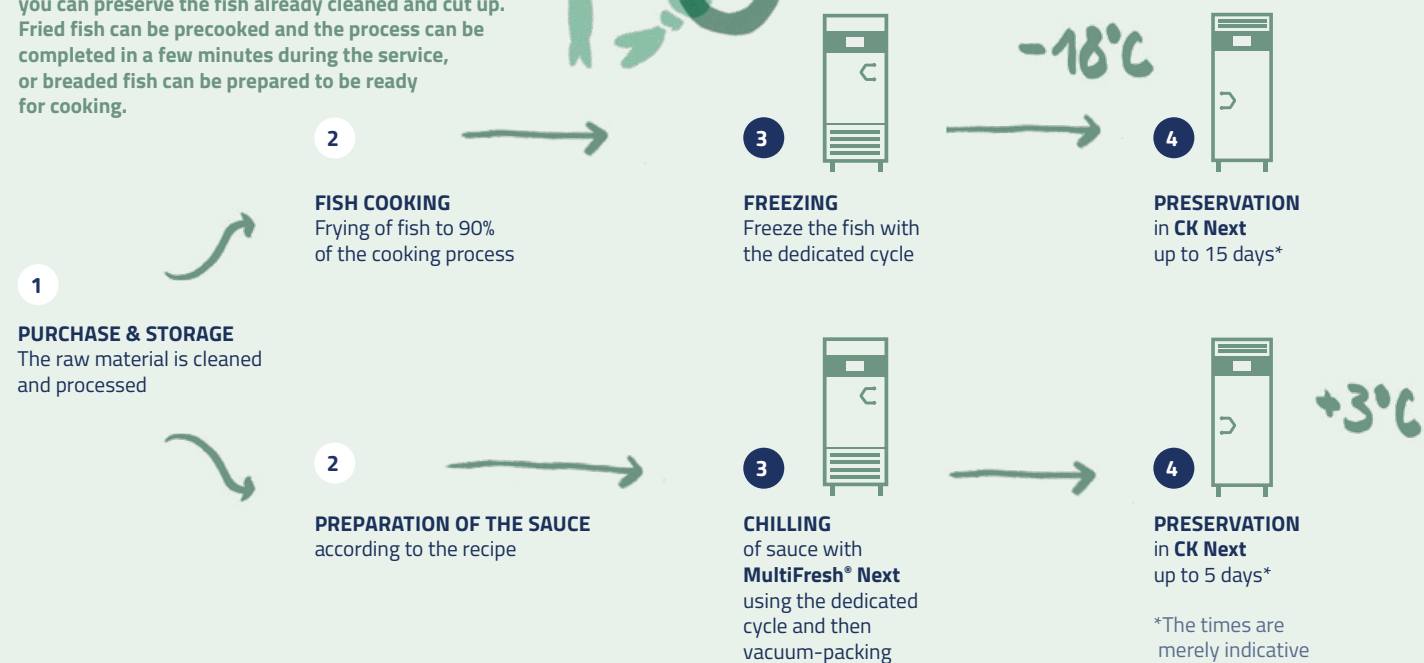 you can preserve the fish already cleaned and cut up.
Fried fish can be precooked and the process can be
completed in a few minutes during the service,
or breaded fish can be prepared to be ready
for cooking.
-18°C
2
3
4
FISH COOKING
Frying of fish to 90%
of the cooking process
FREEZING
Freeze the fish with
the dedicated cycle
PRESERVATION
in CK Next
up to 15 days*
1
PURCHASE & STORAGE
The raw material is cleaned
and processed
+3°C
2
3
4
PREPARATION OF THE SAUCE
according to the recipe
CHILLING
of sauce with
MultiFresh® Next
using the dedicated
cycle and then
vacuum-packing
PRESERVATION
in CK Next
up to 5 days*
*The times are
merely indicative